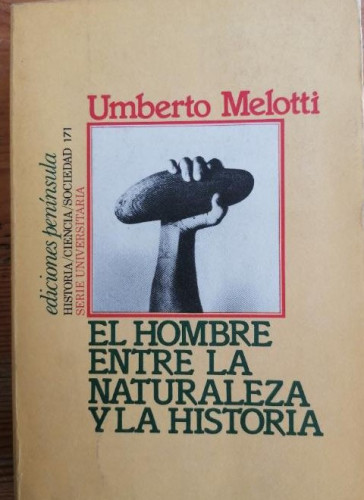 Umberto Melotti
ediciones península
HISTORIA/CIENCIA/SOCIEDAD 171
SERIE UNIVERSITARIA
EL HOMBRE
ENTRE LA
NATURALEZA
Y LA HISTORIA